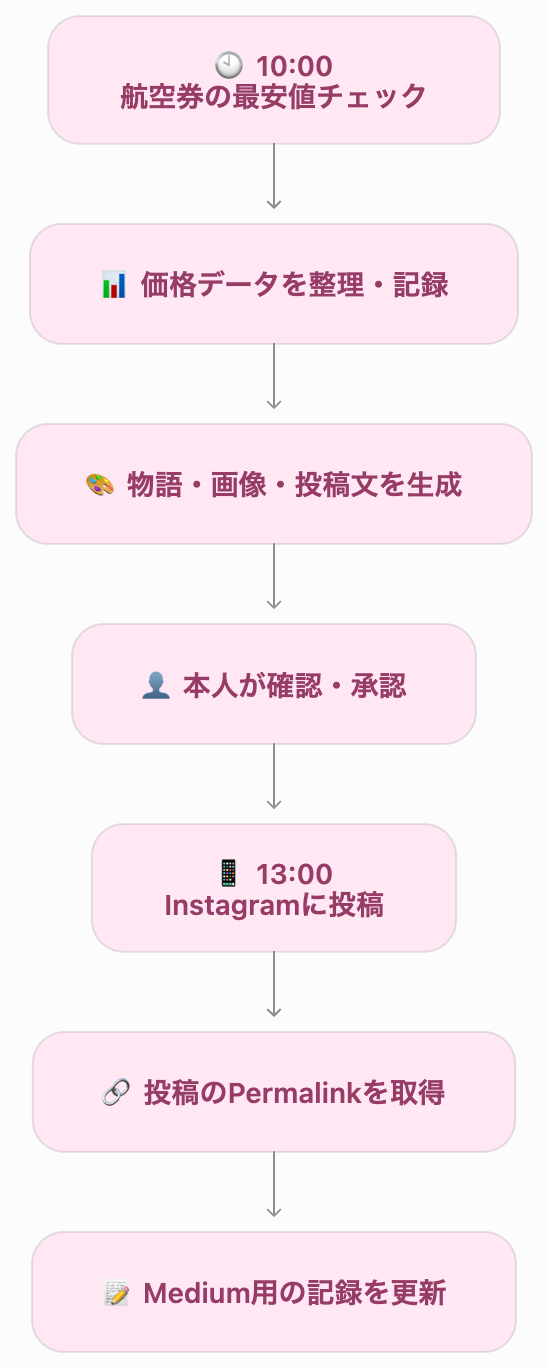 🕙 10:00
航空券の最安値チェック
📊 価格データを整理・記録
🎨 物語・画像・投稿文を生成
👤 本人が確認・承認
📱 13:00
Instagramに投稿
🔗 投稿のPermalinkを取得
📝 Medium用の記録を更新